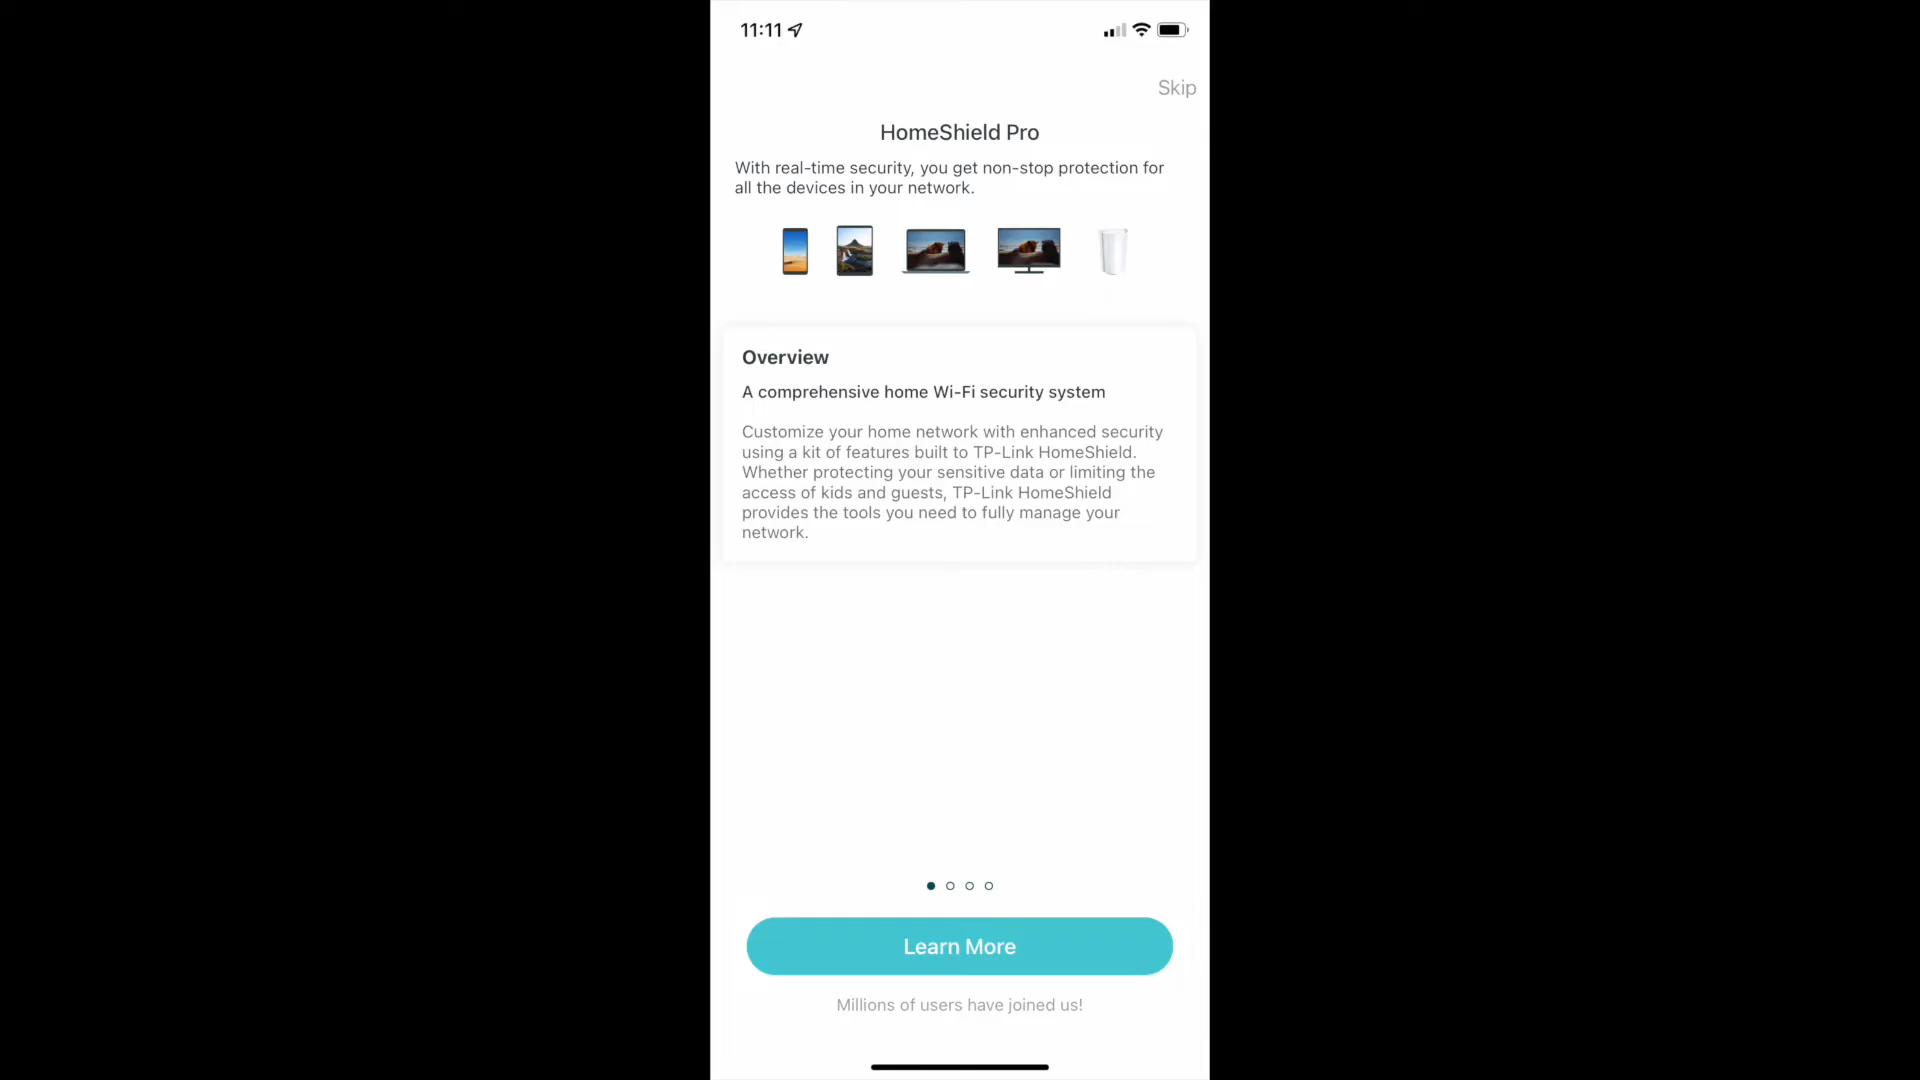 11:11
Skip
HomeShield Pro
With real-time security, you get non-stop protection for
all the devices in your network.
Overview
A comprehensive home Wi-Fi security system
Customize your home network with enhanced security
using a kit of features built to TP-Link HomeShield.
Whether protecting your sensitive data or limiting the
access of kids and guests, TP-Link HomeShield
provides the tools you need to fully manage your
network.
Learn More
Millions of users have joined us!